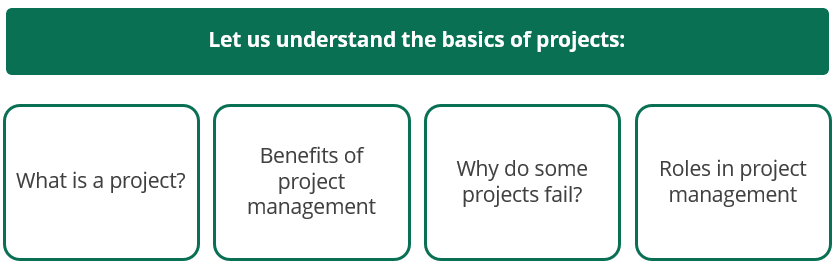 Let us understand the basics of projects:
What is a project?
Benefits of
project
management
Why do some
projects fail?
Roles in project
management